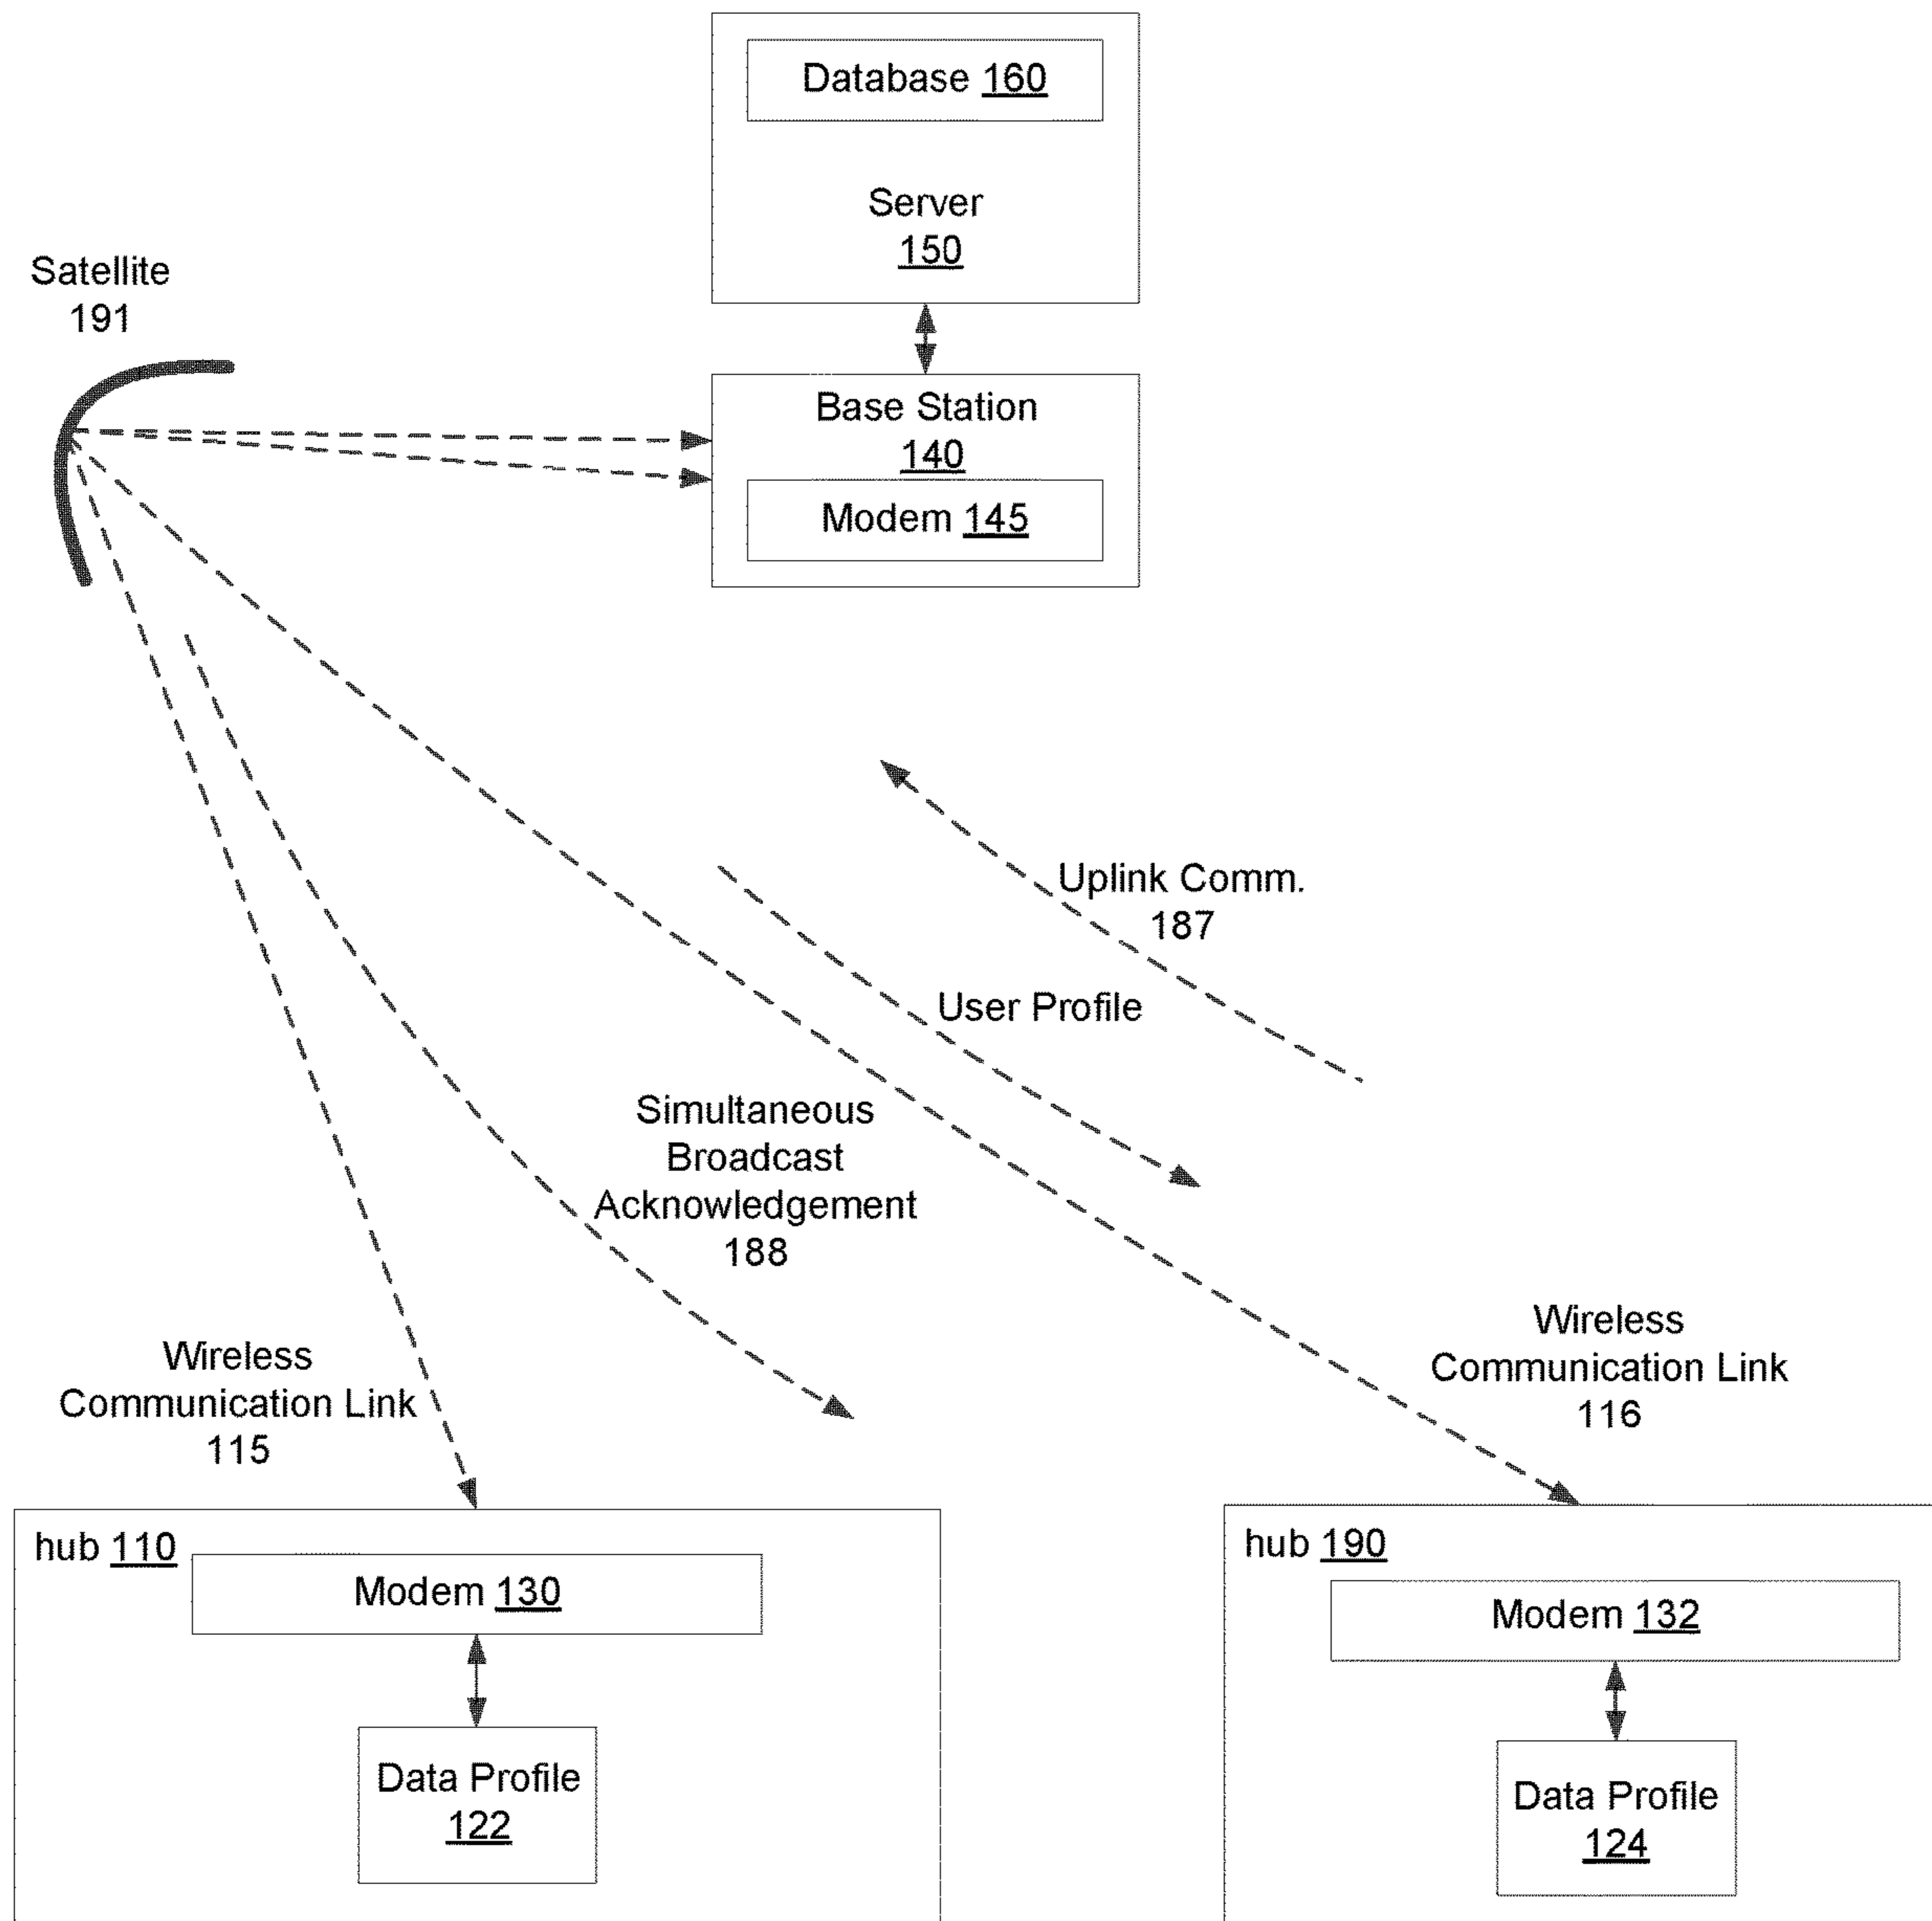 Database 160
Server
150
Satellite
191
Base Station
140
Modem 145
Uplink Comm.
187
User Profile
Simultaneous
Broadcast
Acknowledgement
188
Wireless
Communication Link
115
Wireless
Communication Link
116
hub 110
Modem 130
Data Profile
122
hub 190
Modem 132
Data Profile
124